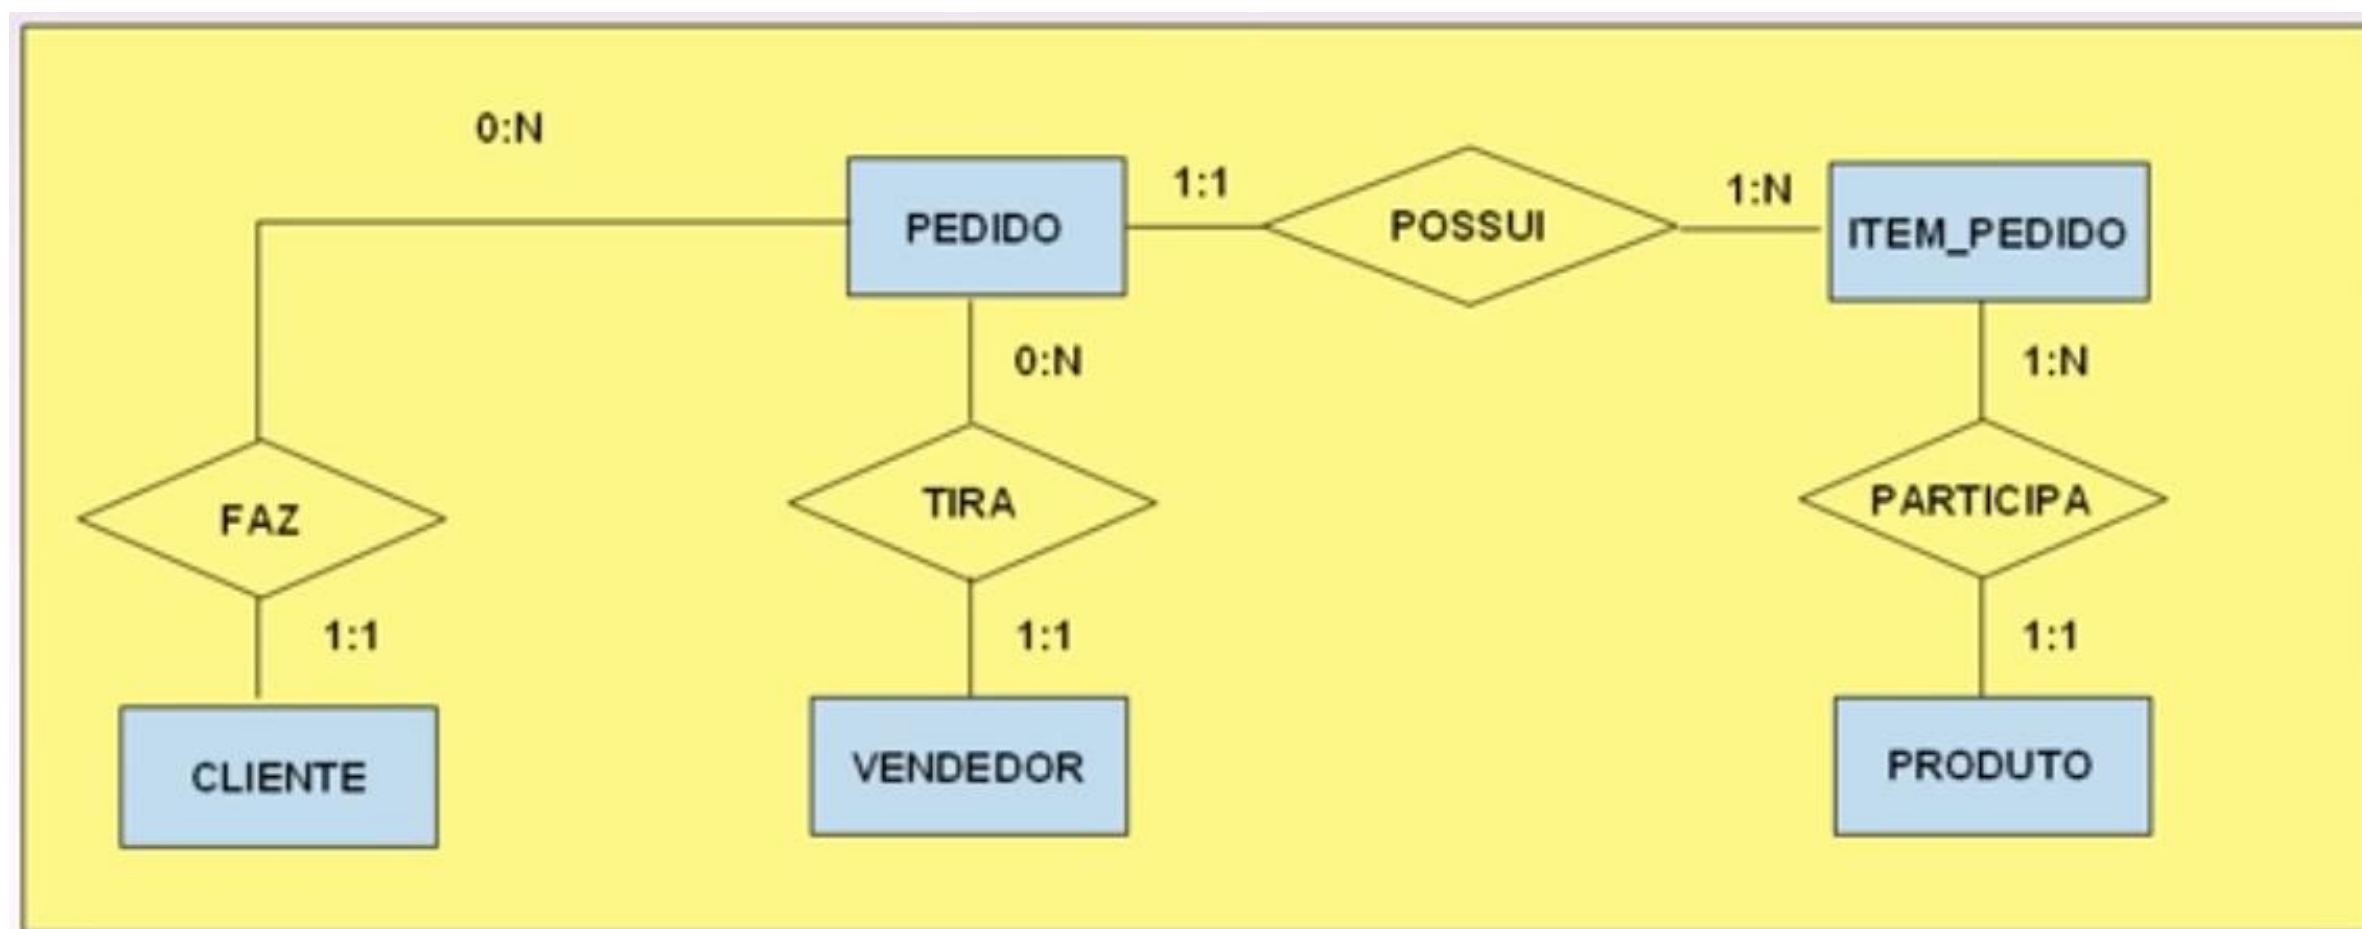 0:N
PEDIDO
1:1
POSSUI
1:N
ITEM_PEDIDO
0:N
1:N
FAZ
TIRA
PARTICIPA
1:1
1:1
1:1
CLIENTE
VENDEDOR
PRODUTO